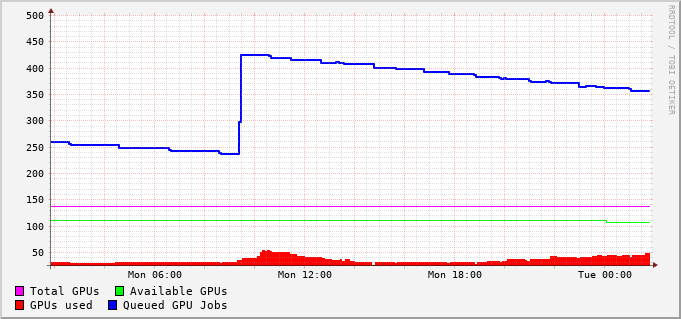 500
450
400
350
300
250
200
150
100
50
Mon 06:00 Mon 12:00 Mon 18:00 Tue 00:00
Total GPUs Available GPUs
GPUs used Queued GPU Jobs
RRDTOOL / TOBI OETIKER